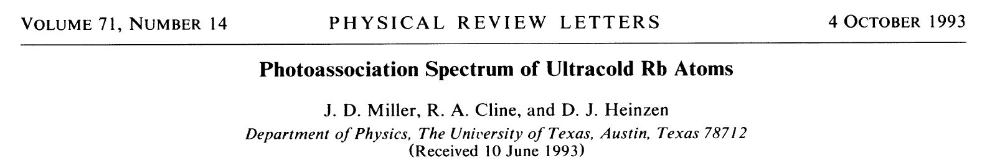 VOLUME 71, NUMBER 14 PHYSICAL REVIEW LETTERS 4 OCTOBER 1993
Photoassociation Spectrum of Ultracold Rb Atoms
J. D. Miller, R. A. Cline, and D. J. Heinzen
Department of Physics, The University of Texas, Austin, Texas 78712
(Received 10 June 1993)